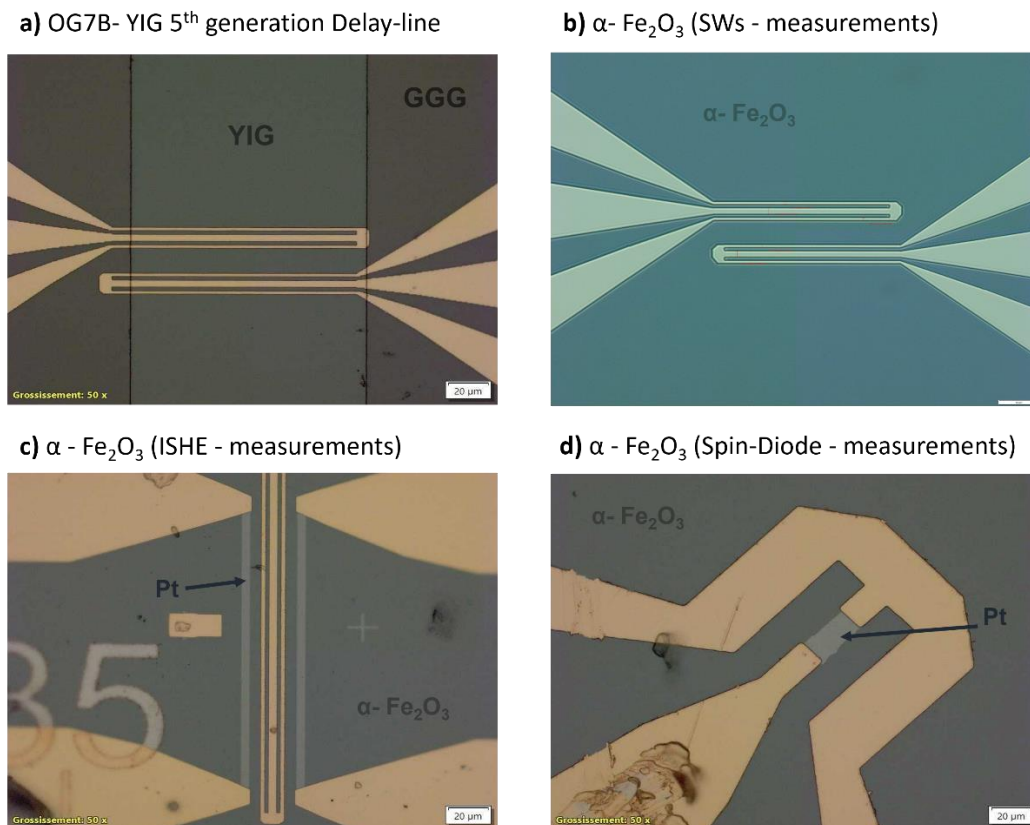 a) OG7B- YIG 5th generation Delay-line
GGG
YIG
Grossissement: 50 x
20 µm
b) α- Fe2O3 (SWs - measurements)
α- Fe2O3
c) α - Fe2O3 (ISHE - measurements)
Pt
35
α- Fe2O3
Grossissement: 50 x
20 µm
d) α - Fe2O3 (Spin-Diode - measurements)
α- Fe2O3
Pt
Grossissement: 50 x
20 µm